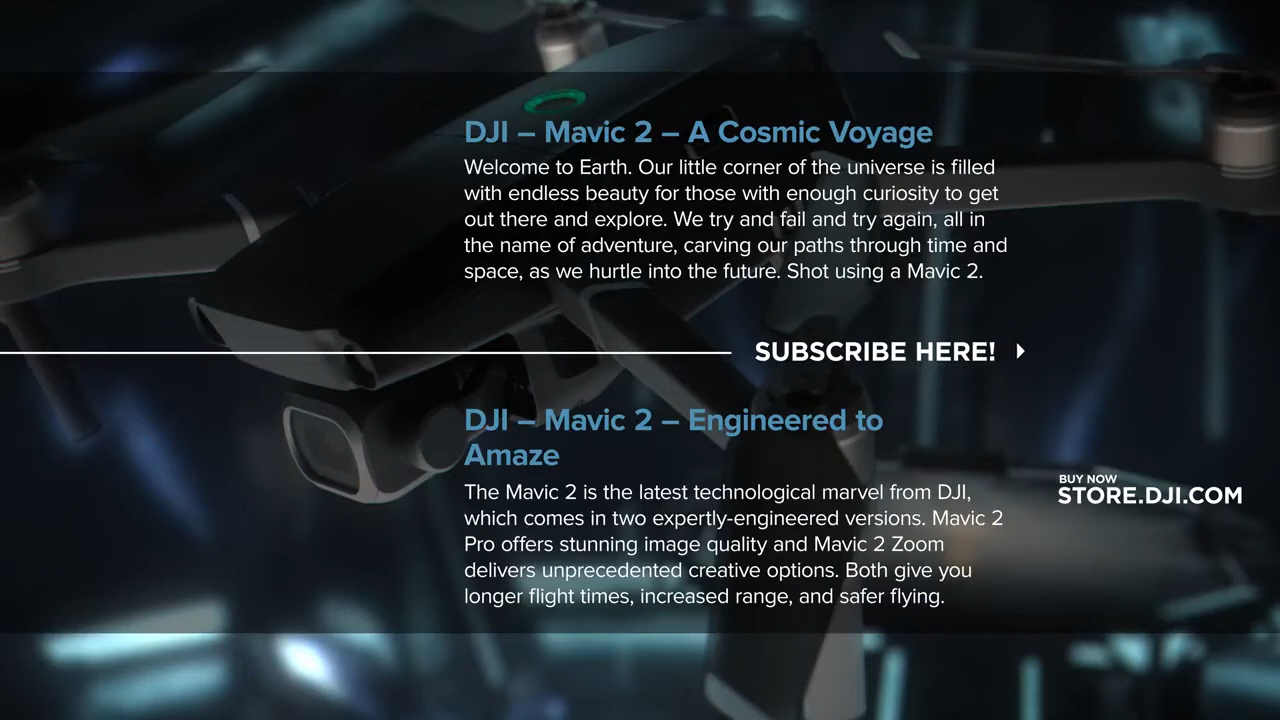 DJI – Mavic 2 – A Cosmic Voyage
Welcome to Earth. Our little corner of the universe is filled
with endless beauty for those with enough curiosity to get
out there and explore. We try and fail and try again, all in
the name of adventure, carving our paths through time and
space, as we hurtle into the future. Shot using a Mavic 2.
SUBSCRIBE HERE!
DJI – Mavic 2 – Engineered to
Amaze
The Mavic 2 is the latest technological marvel from DJI,
which comes in two expertly-engineered versions. Mavic 2
Pro offers stunning image quality and Mavic 2 Zoom
delivers unprecedented creative options. Both give you
longer flight times, increased range, and safer flying.
BUY NOW
STORE.DJI.COM